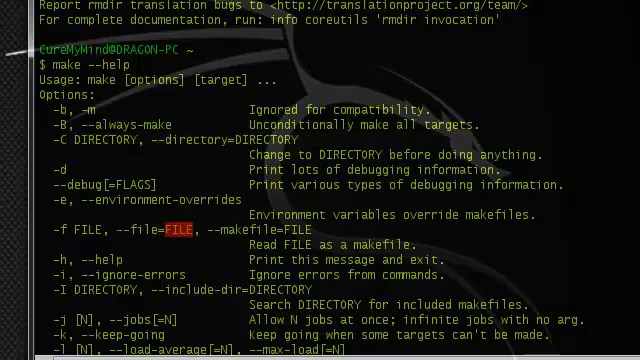 Report rmdir translation bugs to <http://translationproject.org/team/>
For complete documentation, run: info coreutils 'rmdir invocation'
CureMyMind@DRAGON-PC ~
$ make --help
Usage: make [options] [target] ...
Options:
-b, -m Ignored for compatibility.
-B, --always-make Unconditionally make all targets.
-C DIRECTORY, --directory=DIRECTORY
Change to DIRECTORY before doing anything.
-d Print lots of debugging information.
--debug[=FLAGS] Print various types of debugging information.
-e, --environment-overrides
Environment variables override makefiles.
-f FILE, --file=FILE, --makefile=FILE
Read FILE as a makefile.
-h, --help Print this message and exit.
-i, --ignore-errors Ignore errors from commands.
-I DIRECTORY, --include-dir=DIRECTORY
Search DIRECTORY for included makefiles.
-j [N], --jobs[=N] Allow N jobs at once; infinite jobs with no arg.
-k, --keep-going Keep going when some targets can't be made.
-l [N], --load-average[=N], --max-load[=N]